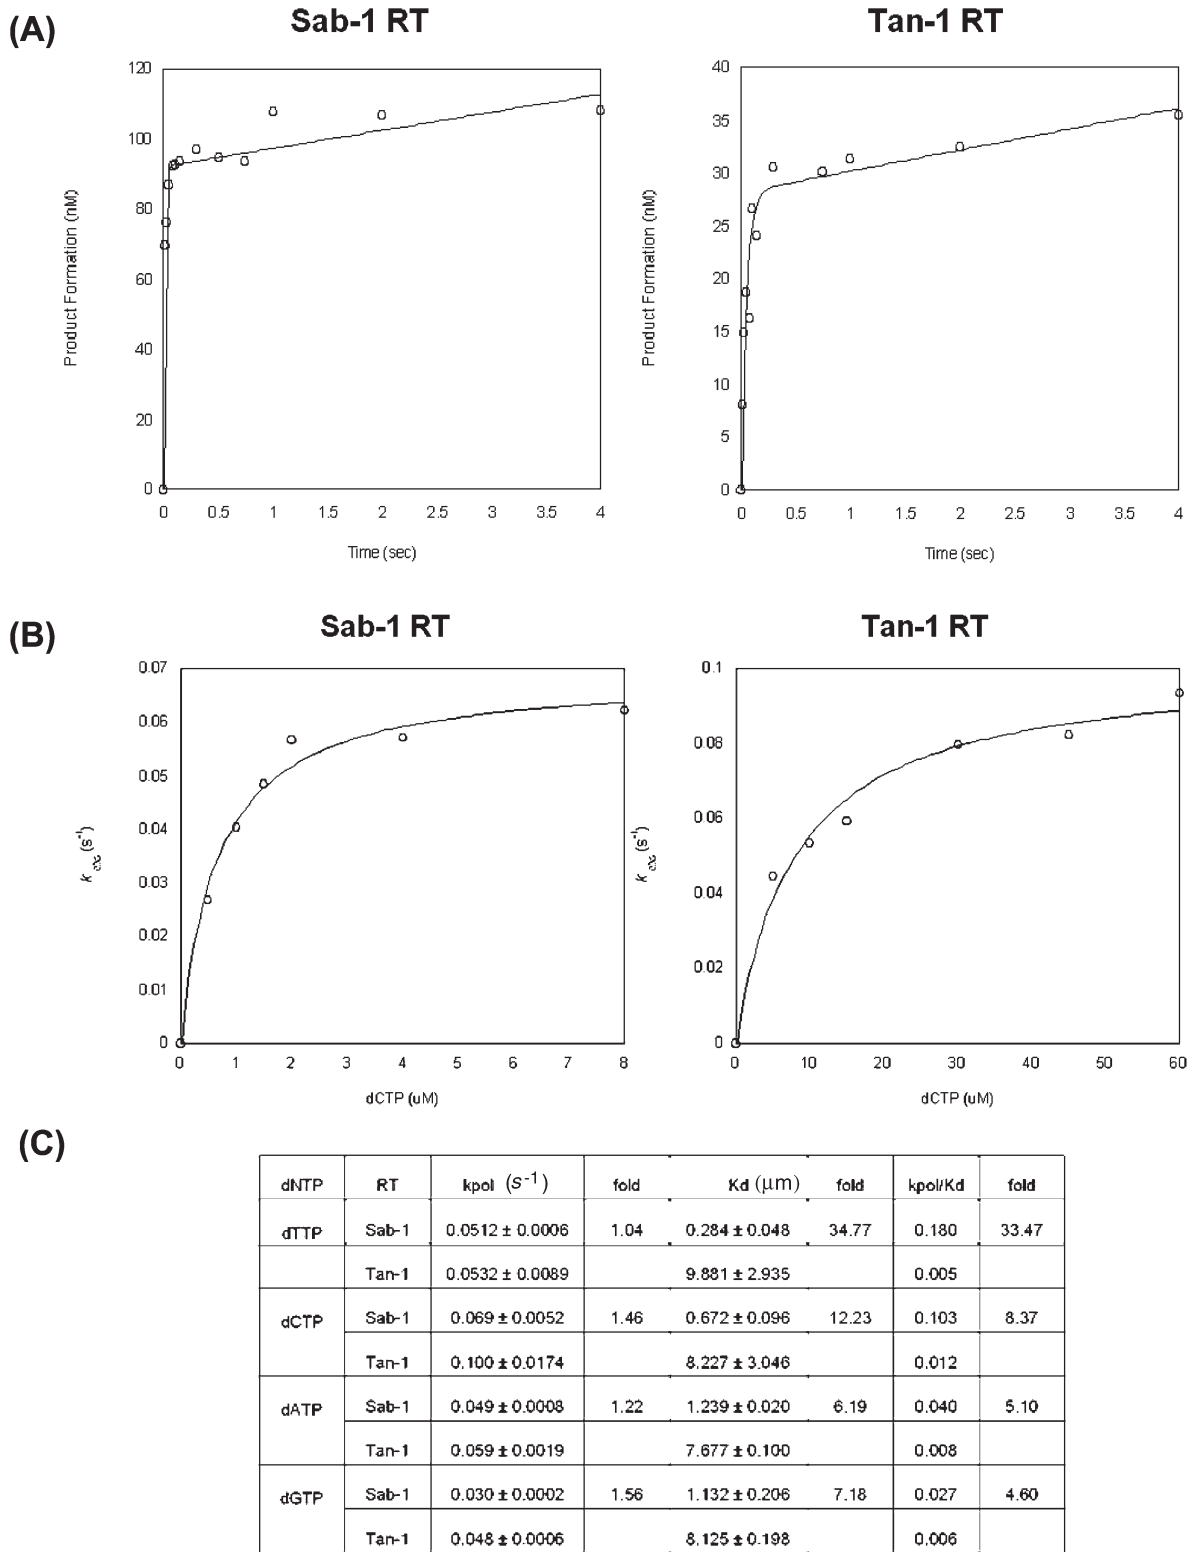 (A)
Sab-1 RT
Tan-1 RT
120
100
80
60
40
20
0
Product Formation (nM)
0 0.5 1 1.5 2 2.5 3 3.5 4
Time (sec)
40
35
30
25
20
15
10
5
0
Product Formation (nM)
0 0.5 1 1.5 2 2.5 3 3.5 4
Time (sec)
(B)
Sab-1 RT
Tan-1 RT
0.07
0.06
0.05
0.04
0.03
0.02
0.01
0
(s-1)
0 1 2 3 4 5 6 7 8
dCTP (uM)
0.1
0.08
0.06
0.04
0.02
0
(s-1)
0 10 20 30 40 50 60
dCTP (uM)
(C)
dNTP RT kpol (s-1) fold Kd (μm) fold kpol/Kd fold
dTTP Sab-1 0.0512 ± 0.0006 1.04 0.284 ± 0.048 34.77 0.180 33.47
Tan-1 0.0532 ± 0.0089 9.881 ± 2.935 0.005
dCTP Sab-1 0.069 ± 0.0052 1.46 0.672 ± 0.096 12.23 0.103 8.37
Tan-1 0.100 ± 0.0174 8.227 ± 3.046 0.012
dATP Sab-1 0.049 ± 0.0008 1.22 1.239 ± 0.020 6.19 0.040 5.10
Tan-1 0.059 ± 0.0019 7.677 ± 0.100 0.008
dGTP Sab-1 0.030 ± 0.0002 1.56 1.132 ± 0.206 7.18 0.027 4.60
Tan-1 0.048 ± 0.0006 8.125 ± 0.198 0.006